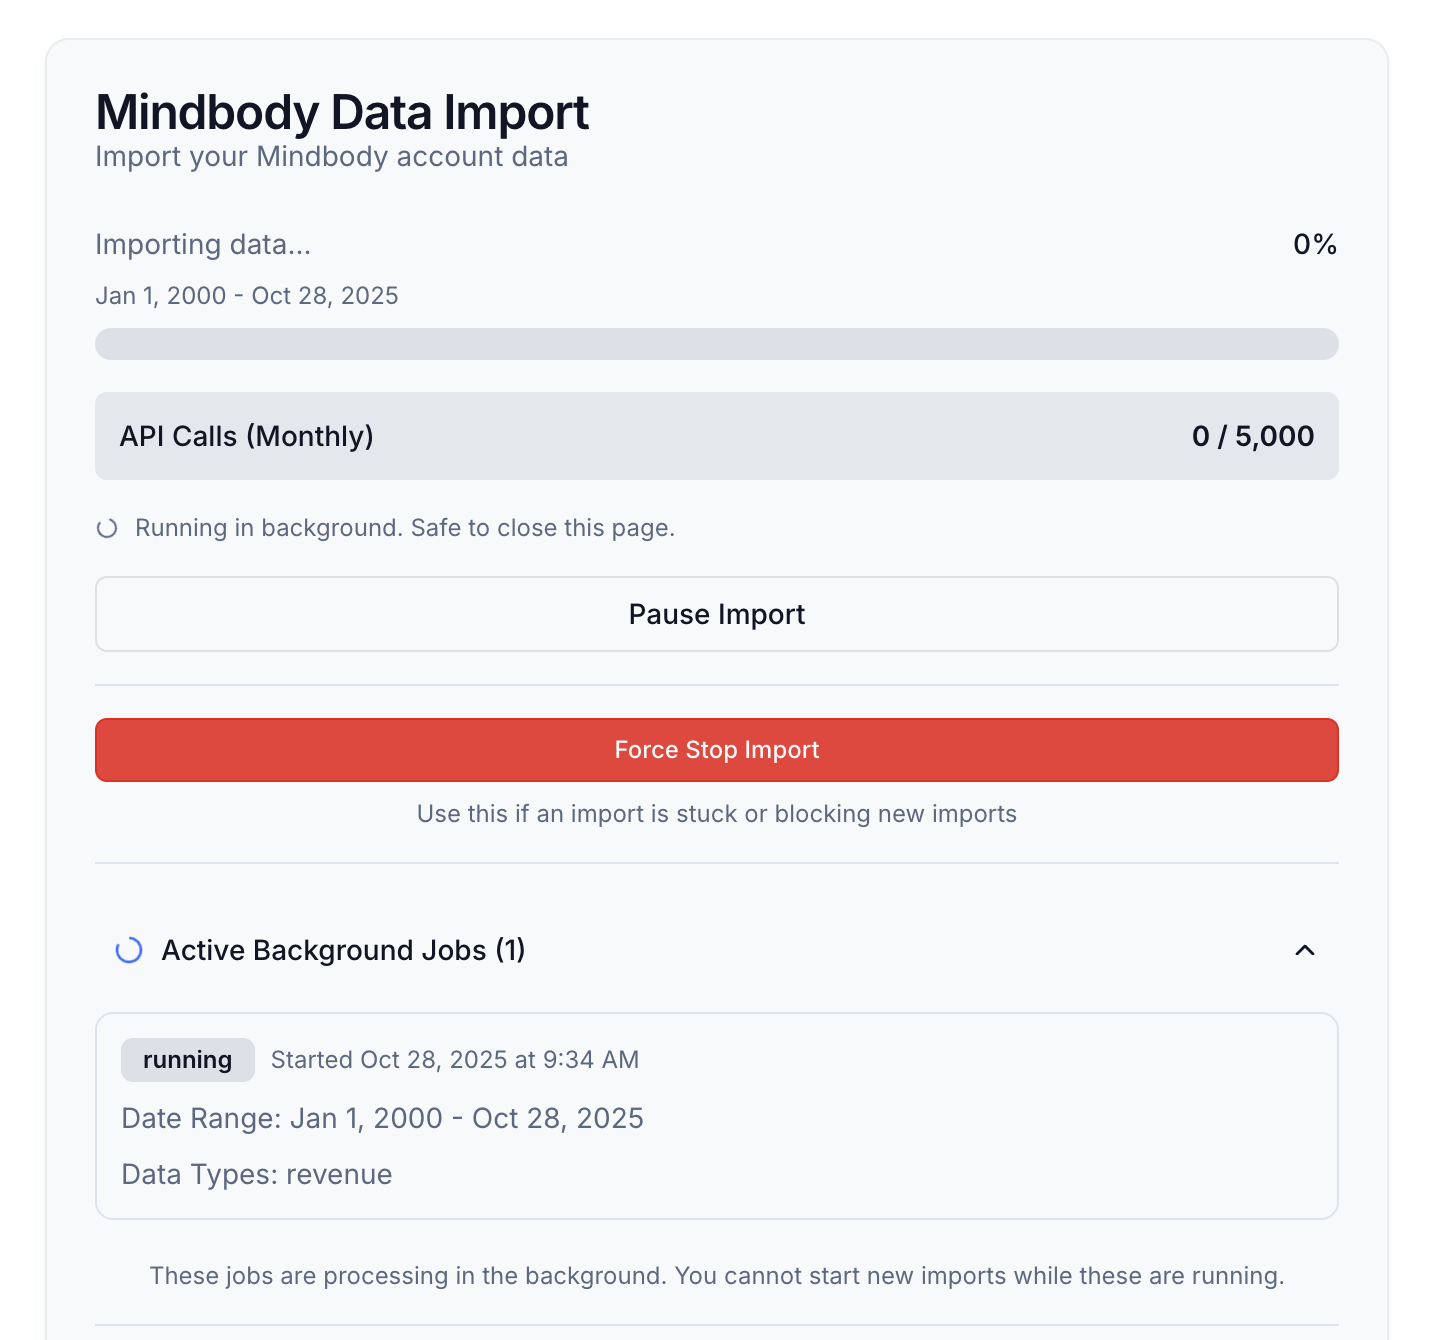 Mindbody Data Import
Import your Mindbody account data
Importing data...
0%
Jan 1, 2000 - Oct 28, 2025
API Calls (Monthly)
0 / 5,000
Running in background. Safe to close this page.
Pause Import
Force Stop Import
Use this if an import is stuck or blocking new imports
Active Background Jobs (1)
running
Started Oct 28, 2025 at 9:34 AM
Date Range: Jan 1, 2000 - Oct 28, 2025
Data Types: revenue
These jobs are processing in the background. You cannot start new imports while these are running.